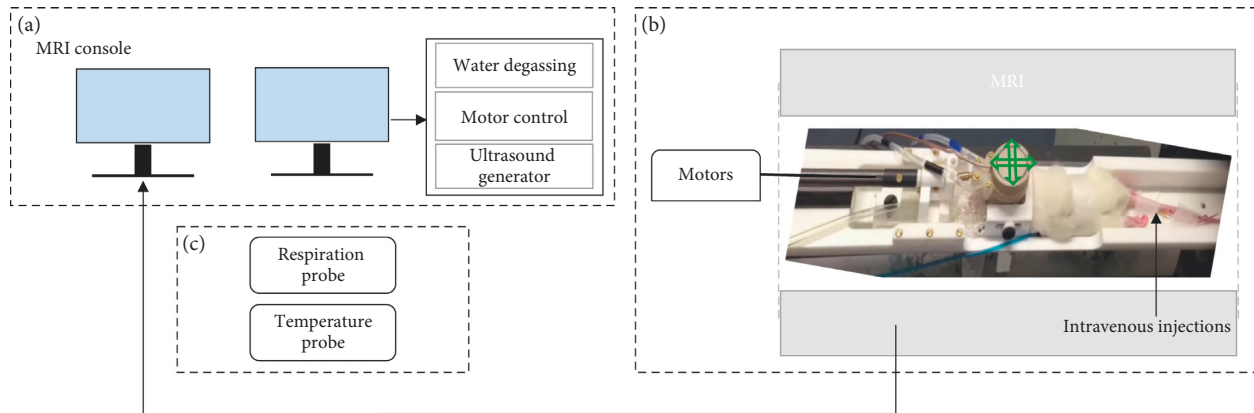 (a)
MRI console
Water degassing
Motor control
Ultrasound
generator
(b)
MRI
Motors
Intravenous injections
(c)
Respiration
probe
Temperature
probe